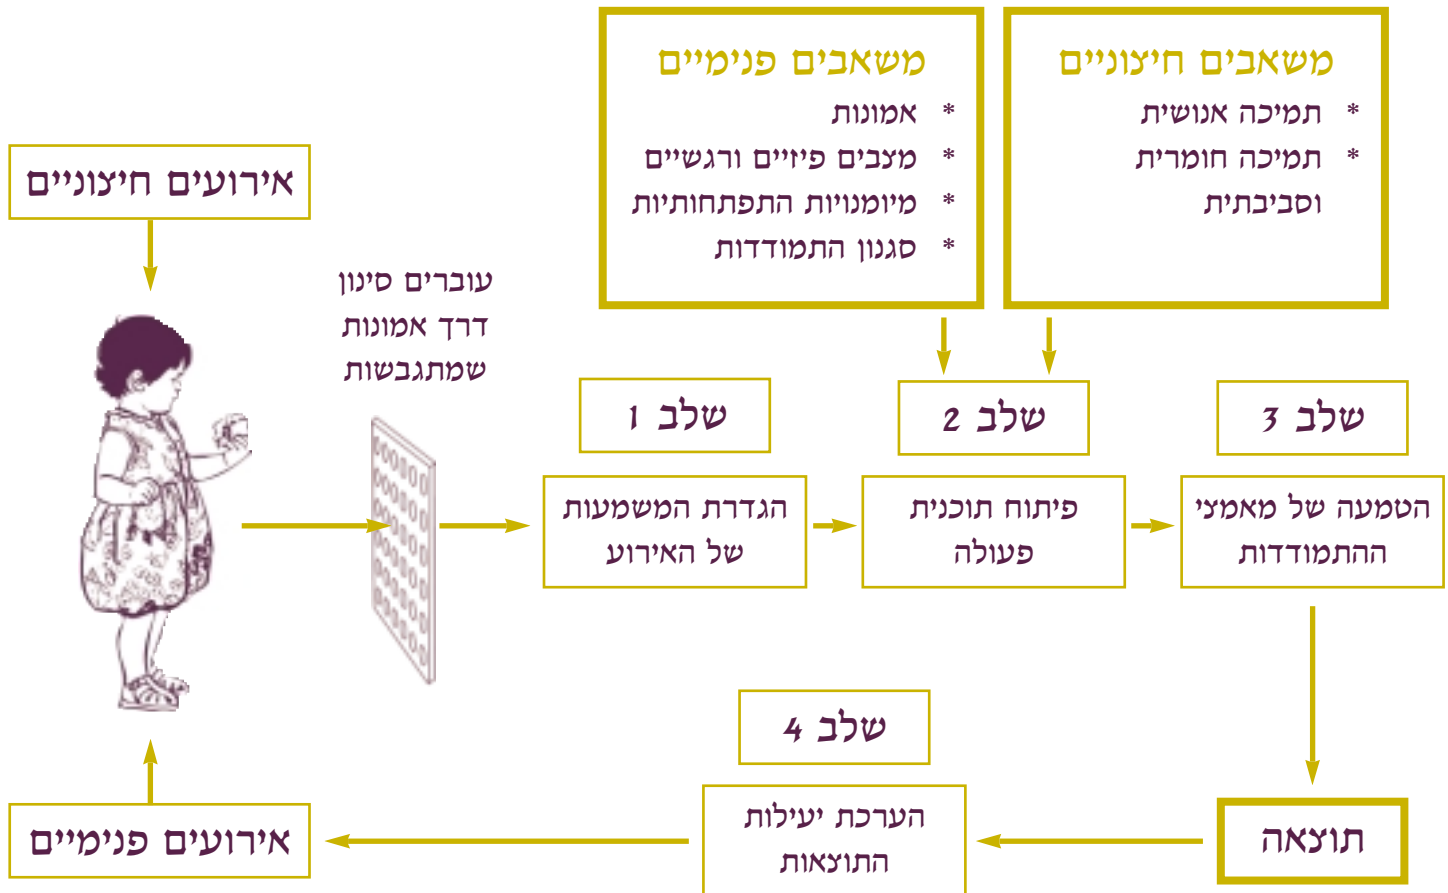 משאבים חיצוניים
* תמיכה אנושית
* תמיכה חומרית
וסביבתית
משאבים פנימיים
* אמונות
* מצבים פיזיים ורגשיים
* מיומנויות התפתחותיות
* סגנון התמודדות
אירועים חיצוניים
עוברים סינון
דרך אמונות
שמתגבשות
שלב 1
הגדרת המשמעות
של האירוע
שלב 2
פיתוח תוכנית
פעולה
שלב 3
הטמעה של מאמצי
ההתמודדות
תוצאה
שלב 4
הערכת יעילות
התוצאות
אירועים פנימיים